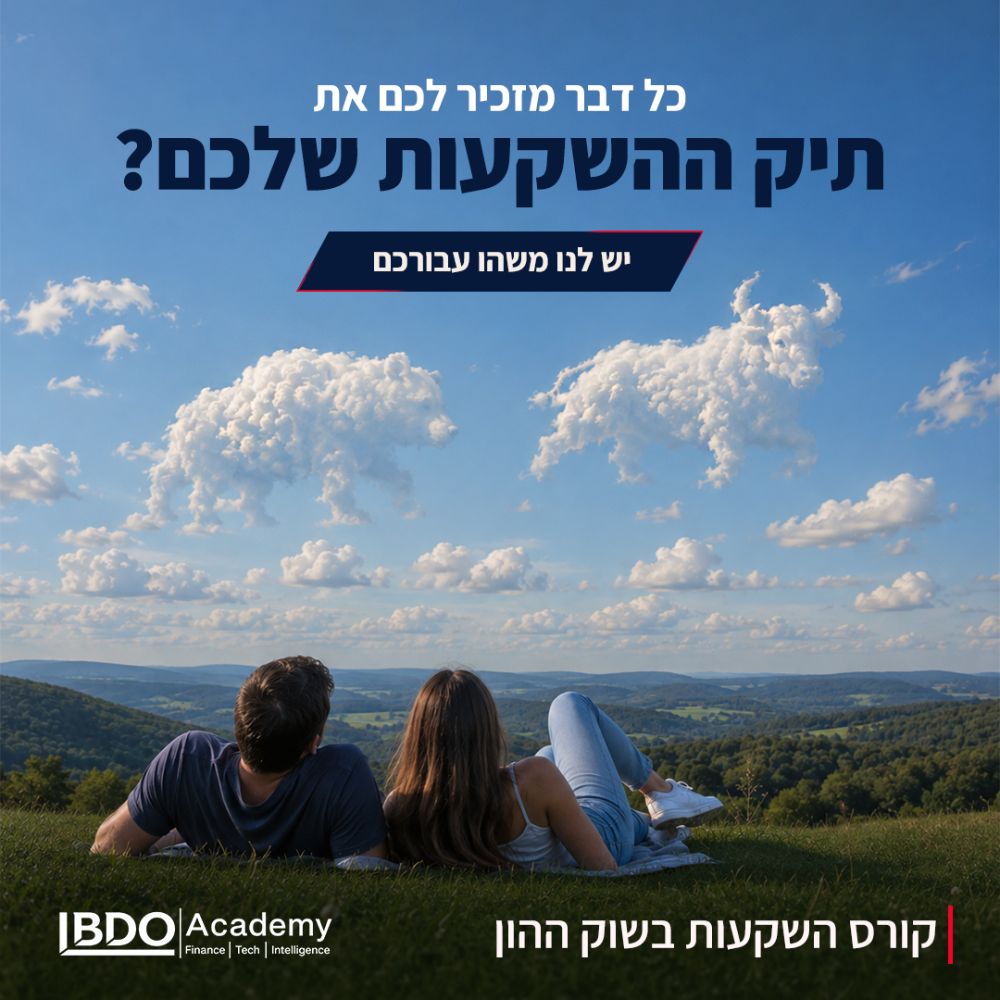 כל דבר מזכיר לכם את
תיק ההשקעות שלכם?
יש לנו משהו עבורכם
קורס השקעות בשוק ההון
BDO Academy
Finance | Tech | Intelligence